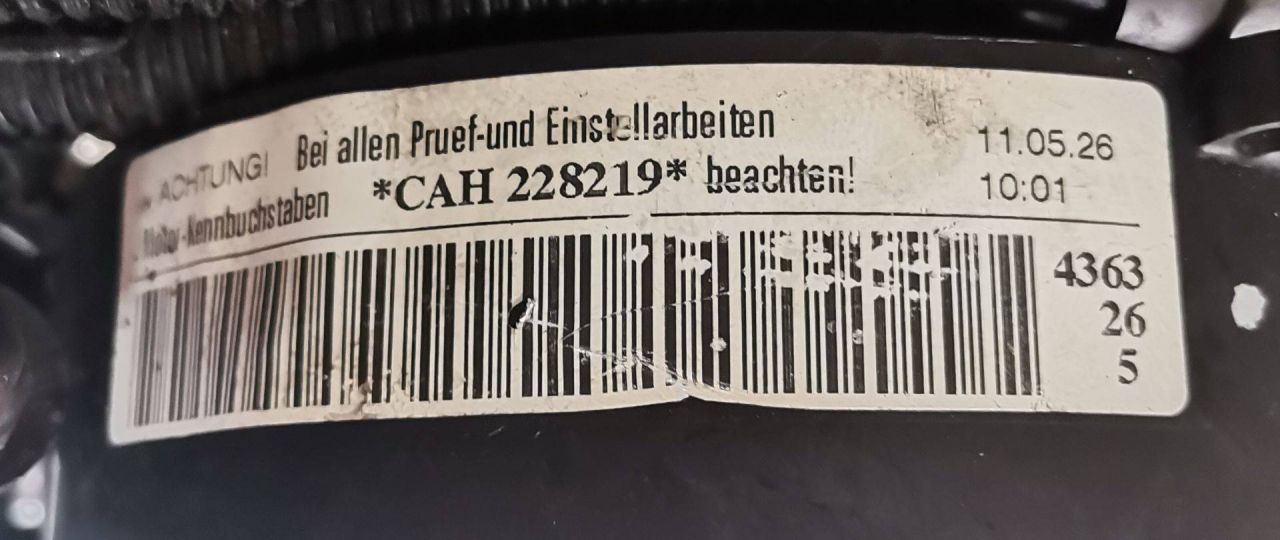 ACHTUNG! Bei allen Pruef-und Einstellarbeiten
Motor-Kennbuchstaben *CAH 228219* beachten!
11.05.26
10:01
4363
26
5